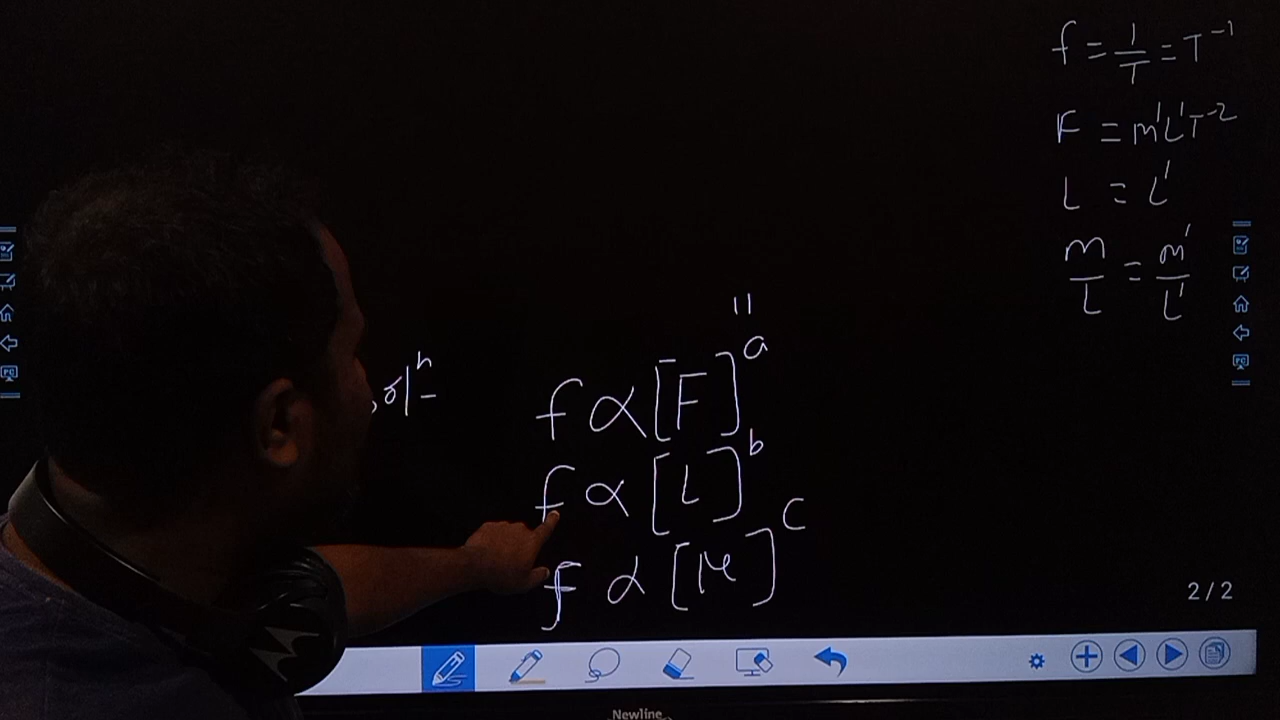 f = 1/T = T⁻¹
F = m¹L¹T⁻²
L = L¹
m/L = m¹/L¹
f ∝ [F]ᵃ
f ∝ [L]ᵇ
f ∝ [M]ᶜ
2/2
Newline